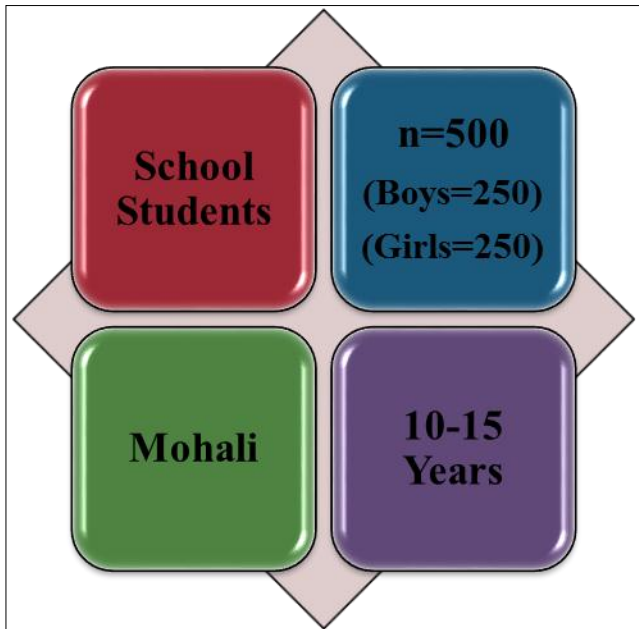 School
Students
n=500
(Boys=250)
(Girls=250)
Mohali
10-15
Years